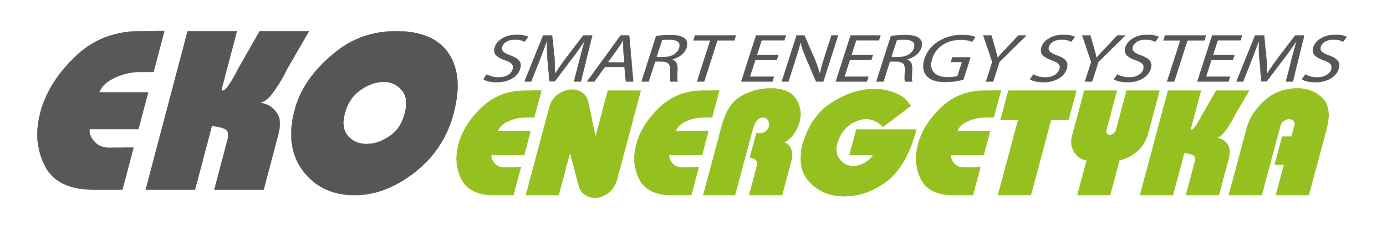 EKO
SMART ENERGY SYSTEMS
ENERGETYKA